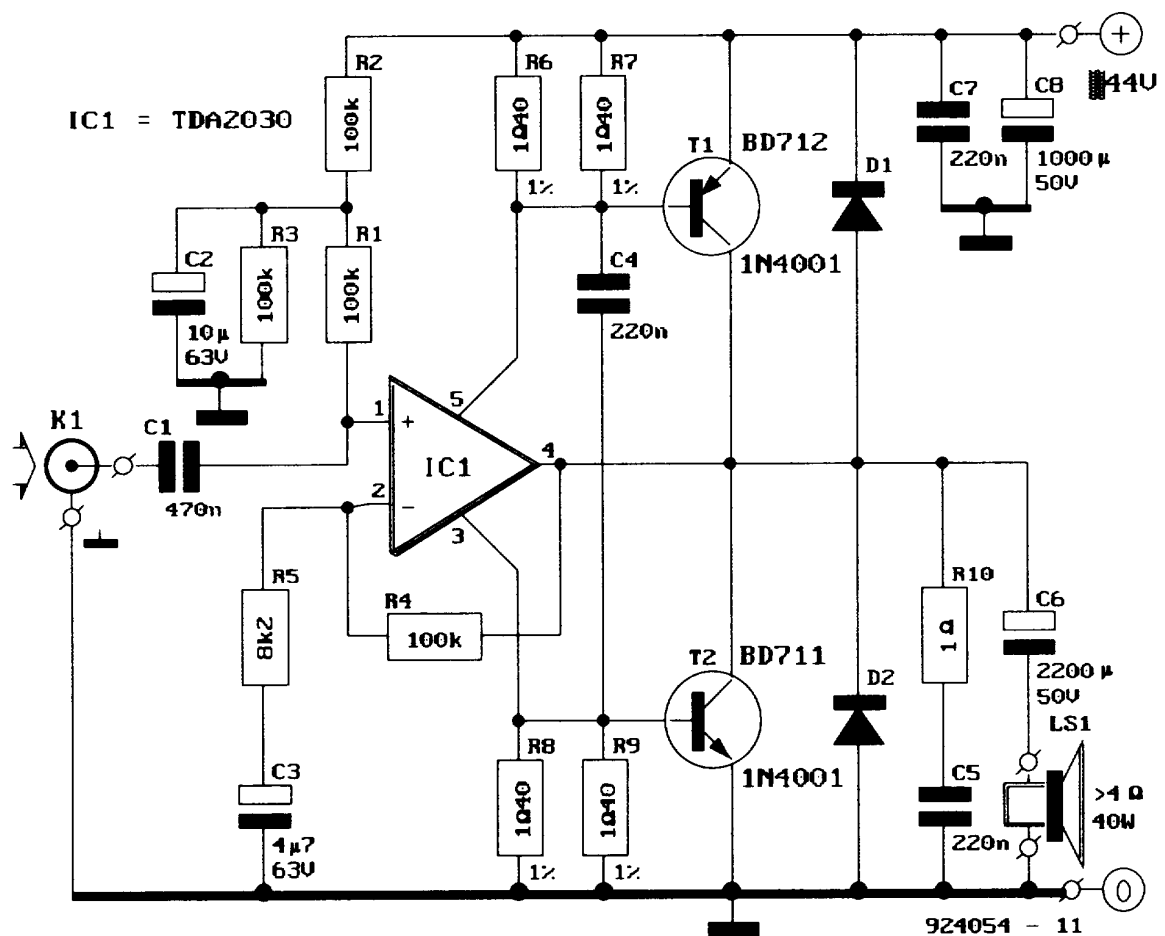 IC1 = TDA2030
R2
100k
R6
1Ω40
1%
R7
1Ω40
1%
T1
BD712
D1
1N4001
C7
220n
C8
1000µ
50V
+
44V
C2
10µ
63V
R3
100k
R1
100k
C4
220n
K1
C1
470n
1
+
2
−
5
IC1
4
3
R5
8k2
R4
100k
C3
4µ7
63V
R8
1Ω40
1%
R9
1Ω40
1%
T2
BD711
D2
1N4001
R10
1Ω
C6
2200µ
50V
C5
220n
LS1
>4 Ω
40W
0
924054 - 11